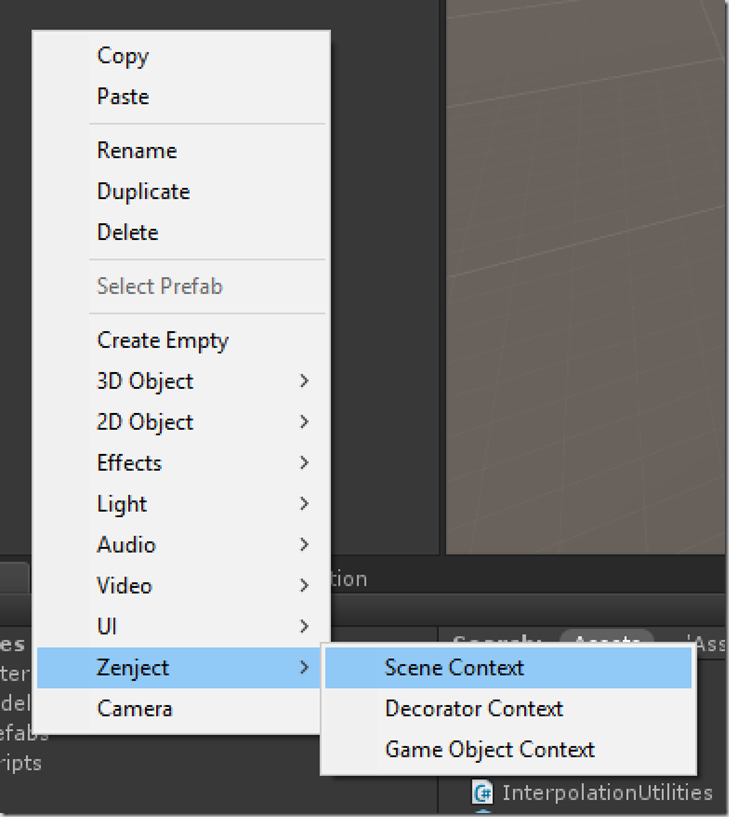 Copy
Paste
Rename
Duplicate
Delete
Select Prefab
Create Empty
3D Object
2D Object
Effects
Light
Audio
Video
UI
Zenject
Camera
tion
es
Search:
Assets
'Ass
ter
del
efabs
ripts
Scene Context
Decorator Context
Game Object Context
C#
InterpolationUtilities